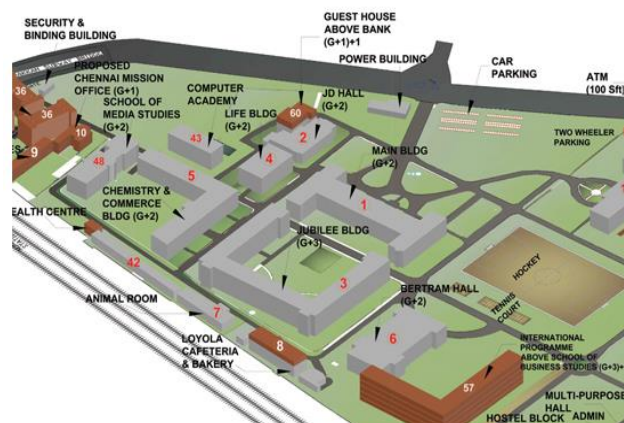 SECURITY &
BINDING BUILDING
PROPOSED
CHENNAI MISSION
OFFICE (G+1)
SCHOOL OF
MEDIA STUDIES
(G+2)
COMPUTER
ACADEMY
LIFE BLDG
(G+2)
GUEST HOUSE
ABOVE BANK
(G+1)+1
JD HALL
(G+2)
POWER BUILDING
CAR
PARKING
ATM
(100 Sft)
TWO WHEELER
PARKING
MAIN BLDG
(G+2)
36
36
10
9
48
43
5
4
2
60
1
CHEMISTRY &
COMMERCE
BLDG (G+2)
JUBILEE BLDG
(G+3)
3
HOCKEY
TENNIS
COURT
EALTH CENTRE
42
ANIMAL ROOM
7
BERTRAM HALL
(G+2)
6
LOYOLA
CAFETERIA
& BAKERY
8
INTERNATIONAL
PROGRAMME
ABOVE SCHOOL OF
BUSINESS STUDIES (G+3)+
57
MULTI-PURPOSE
HALL
HOSTEL BLOCK
ADMIN